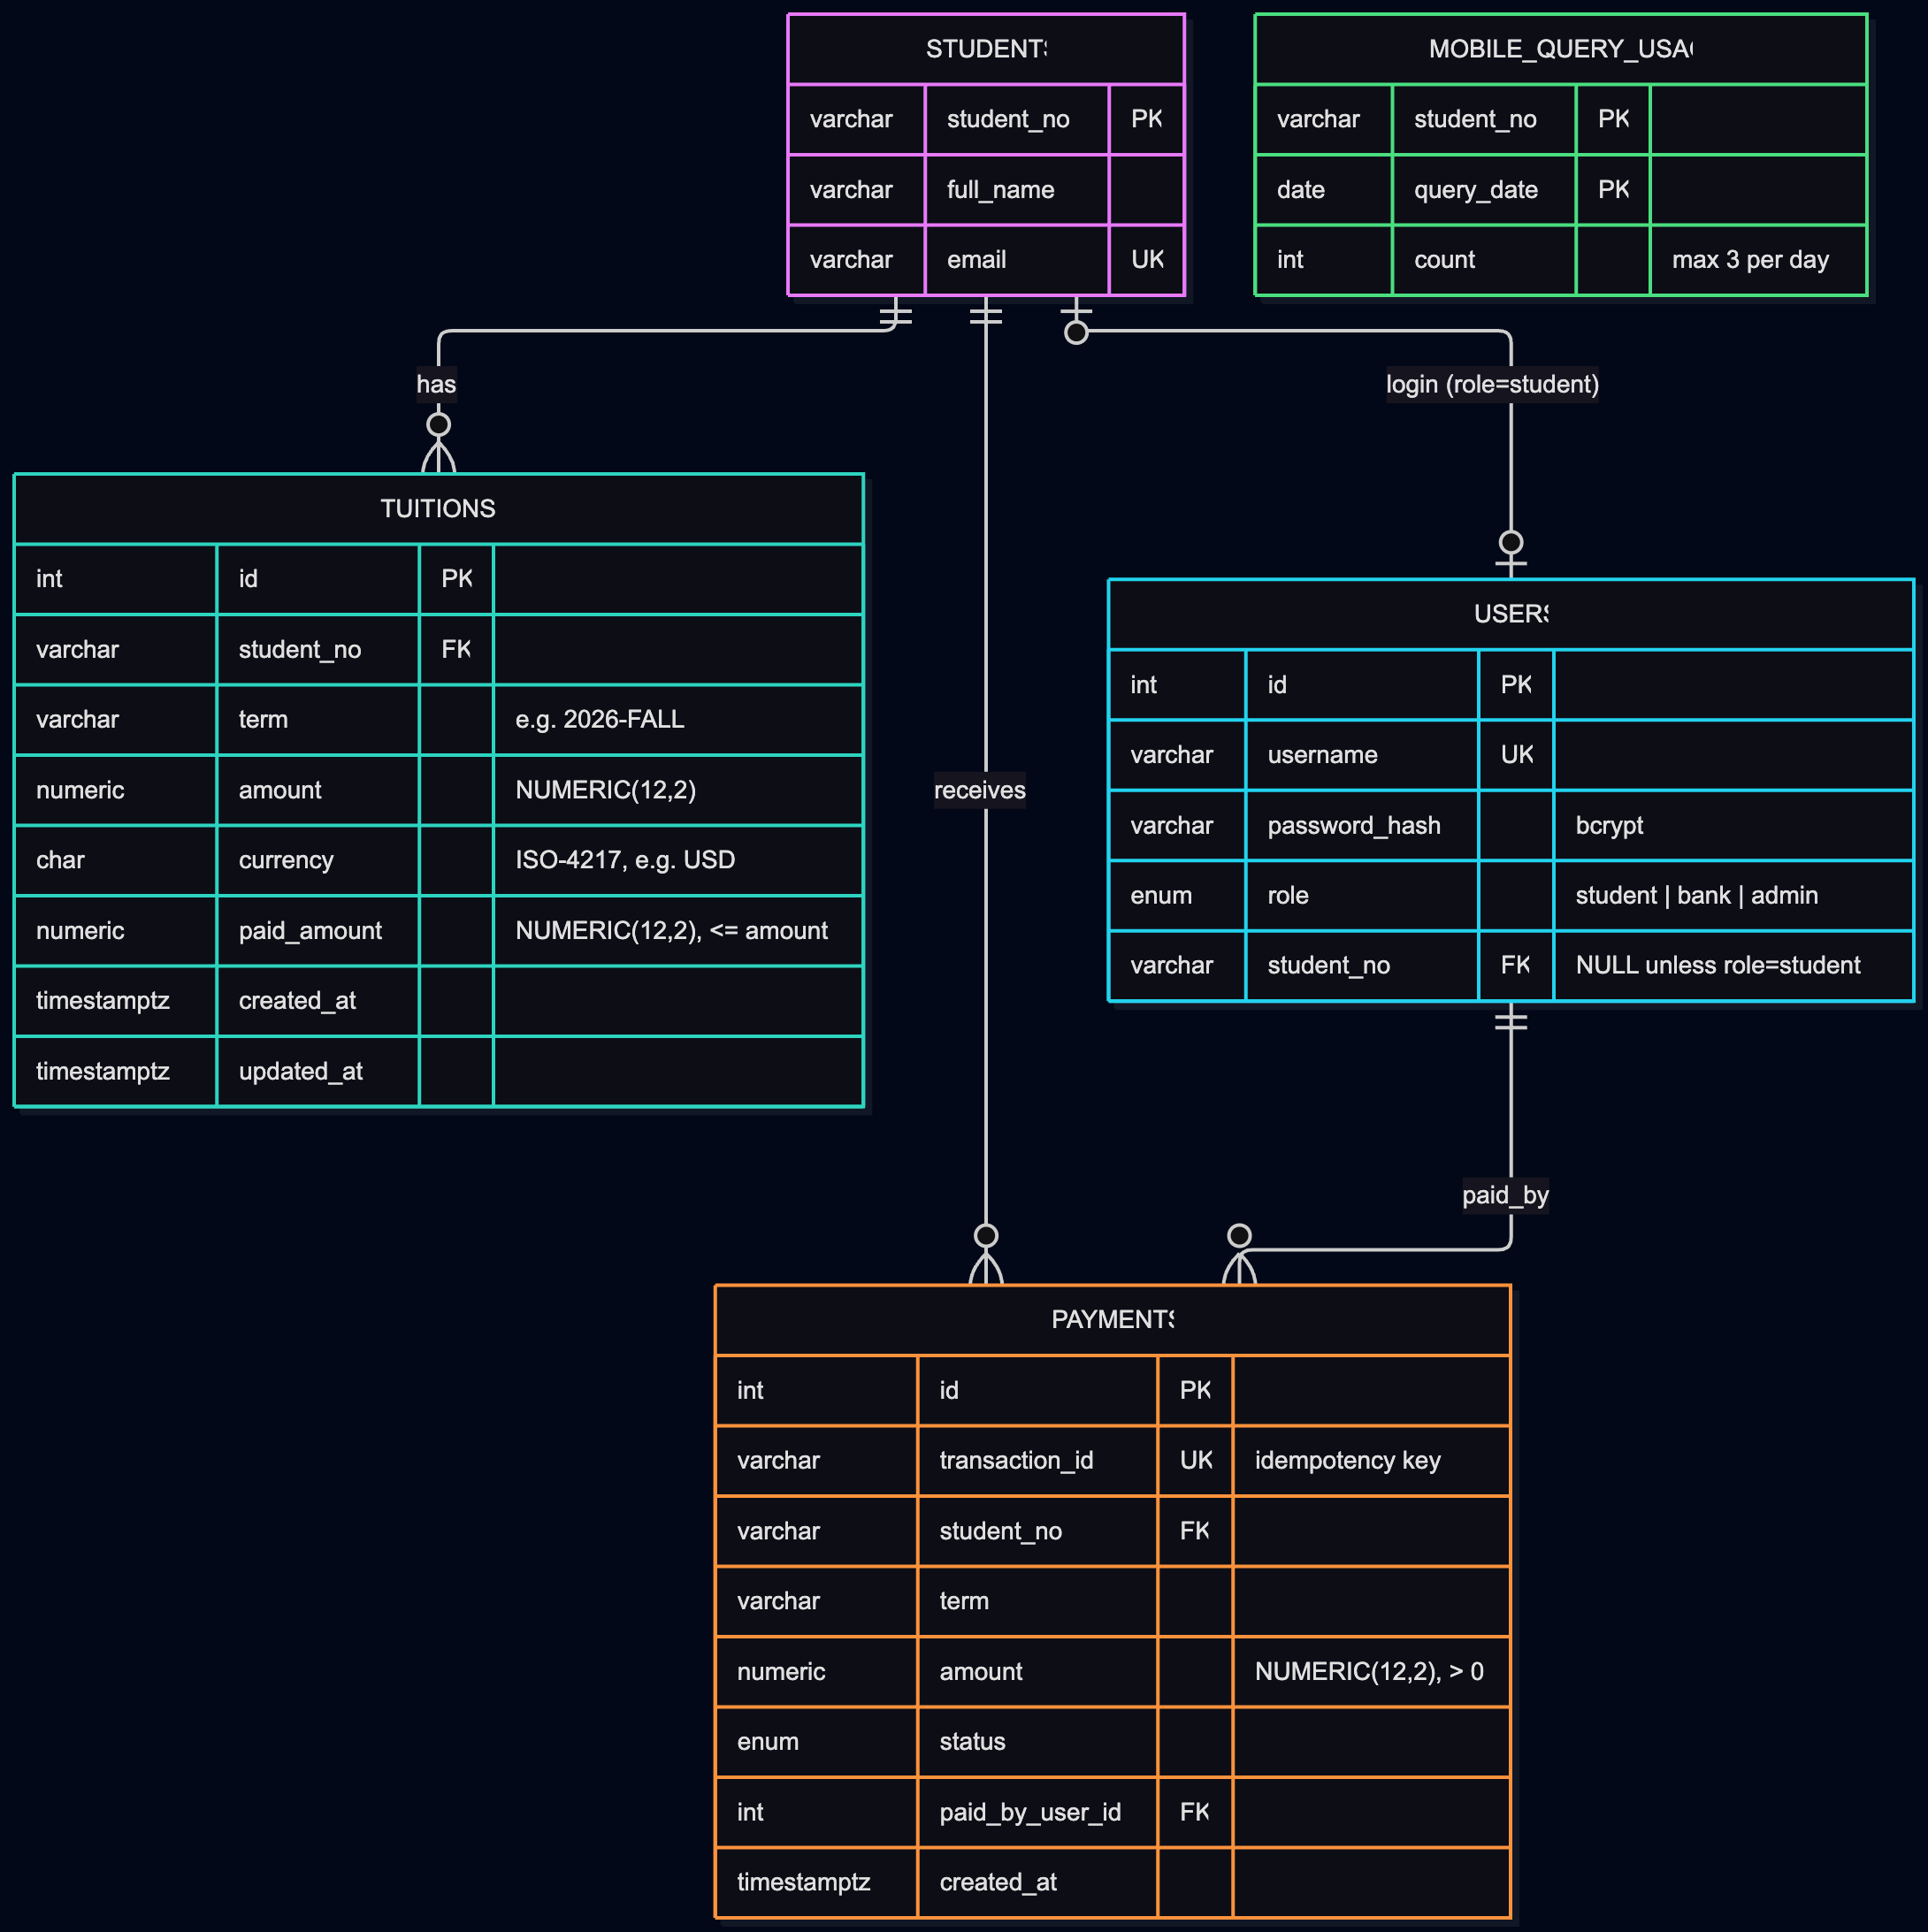 STUDENTS
varchar student_no PK
varchar full_name
varchar email UK
MOBILE_QUERY_USAG
varchar student_no PK
date query_date PK
int count max 3 per day
has
login (role=student)
TUITIONS
int id PK
varchar student_no FK
varchar term e.g. 2026-FALL
numeric amount NUMERIC(12,2)
char currency ISO-4217, e.g. USD
numeric paid_amount NUMERIC(12,2), <= amount
timestamptz created_at
timestamptz updated_at
receives
USERS
int id PK
varchar username UK
varchar password_hash bcrypt
enum role student | bank | admin
varchar student_no FK NULL unless role=student
paid_by
PAYMENTS
int id PK
varchar transaction_id UK idempotency key
varchar student_no FK
varchar term
numeric amount NUMERIC(12,2), > 0
enum status
int paid_by_user_id FK
timestamptz created_at